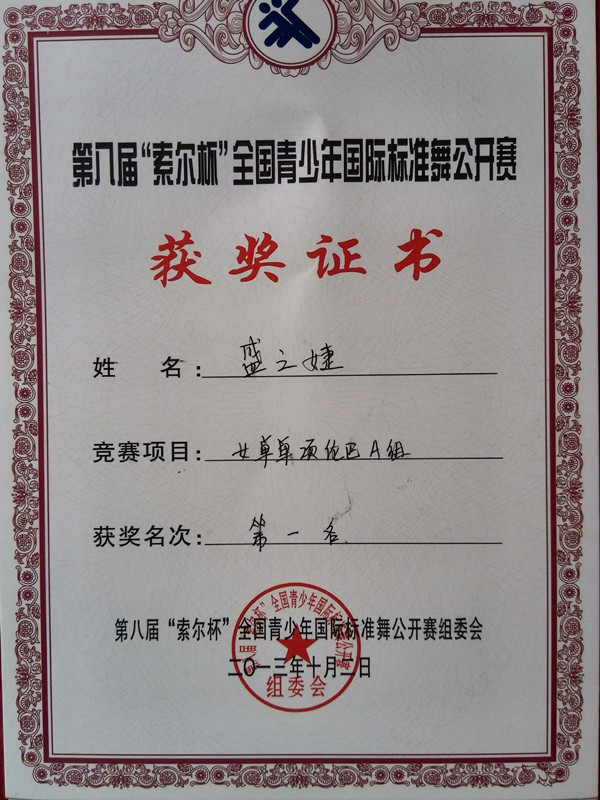 第八届“索尔杯”全国青少年国际标准舞公开赛
获奖证书
姓 名： 盛之婕
竞赛项目： 女单单项伦巴A组
获奖名次： 第一名
第八届“索尔杯”全国青少年国际标准舞公开赛组委会
二〇一三年十月二日
组委会